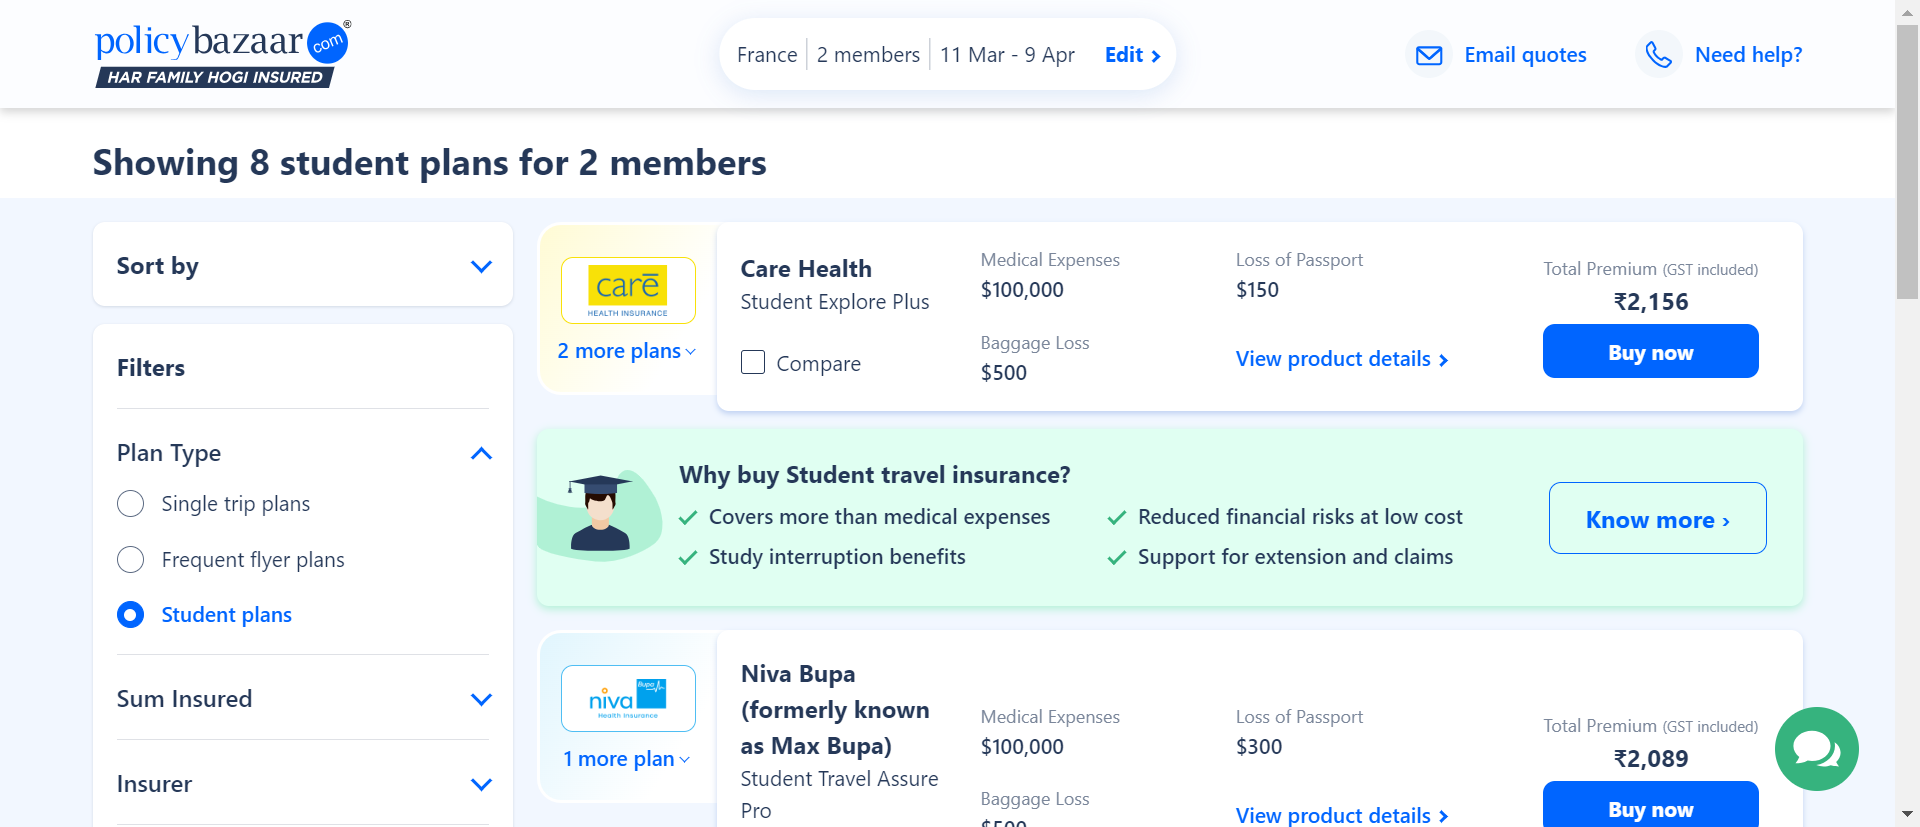 policybazaar.com®
HAR FAMILY HOGI INSURED
France | 2 members | 11 Mar - 9 Apr Edit ›
Email quotes
Need help?
Showing 8 student plans for 2 members
Sort by
Filters
Plan Type
Single trip plans
Frequent flyer plans
Student plans
Sum Insured
Insurer
carē
HEALTH INSURANCE
2 more plans
Care Health
Student Explore Plus
Compare
Medical Expenses
$100,000
Baggage Loss
$500
Loss of Passport
$150
View product details ›
Total Premium (GST included)
₹2,156
Buy now
Why buy Student travel insurance?
Covers more than medical expenses
Reduced financial risks at low cost
Study interruption benefits
Support for extension and claims
Know more ›
niva Bupa
Health Insurance
1 more plan
Niva Bupa
(formerly known
as Max Bupa)
Student Travel Assure
Pro
Medical Expenses
$100,000
Baggage Loss
$500
Loss of Passport
$300
View product details ›
Total Premium (GST included)
₹2,089
Buy now